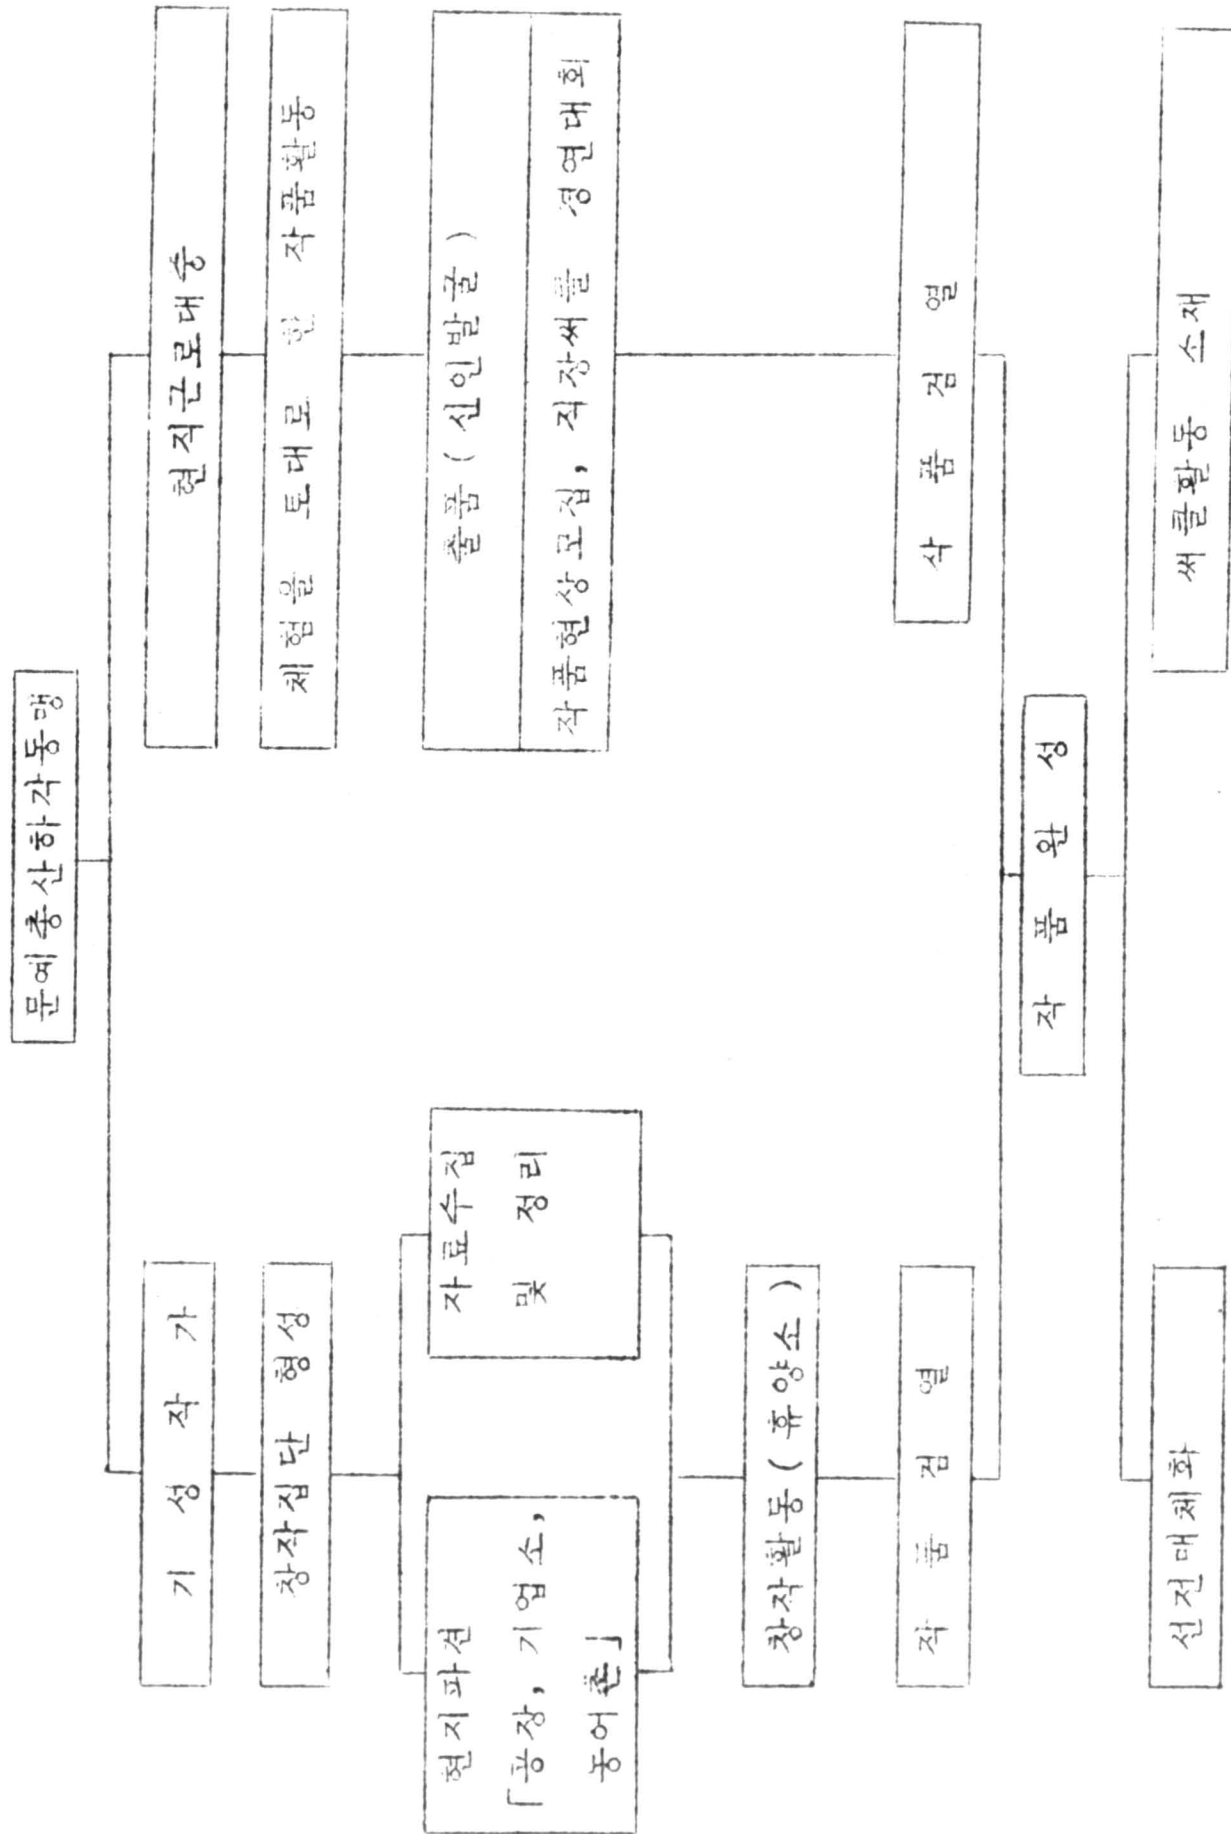 문예총산하각동맹
기 성 작 가
현직근로대중
창작집단 형성
체험을 토대로 한 작품활동
현지파견
「공장, 기업소,
농어촌」
자료수집
및 정리
출품 (신인발굴)
작품현상모집, 직장써클 경연대회
창작활동 (휴양소)
작 품 검 열
작 품 검 열
작 품 완 성
선전매체화
써클활동 소재